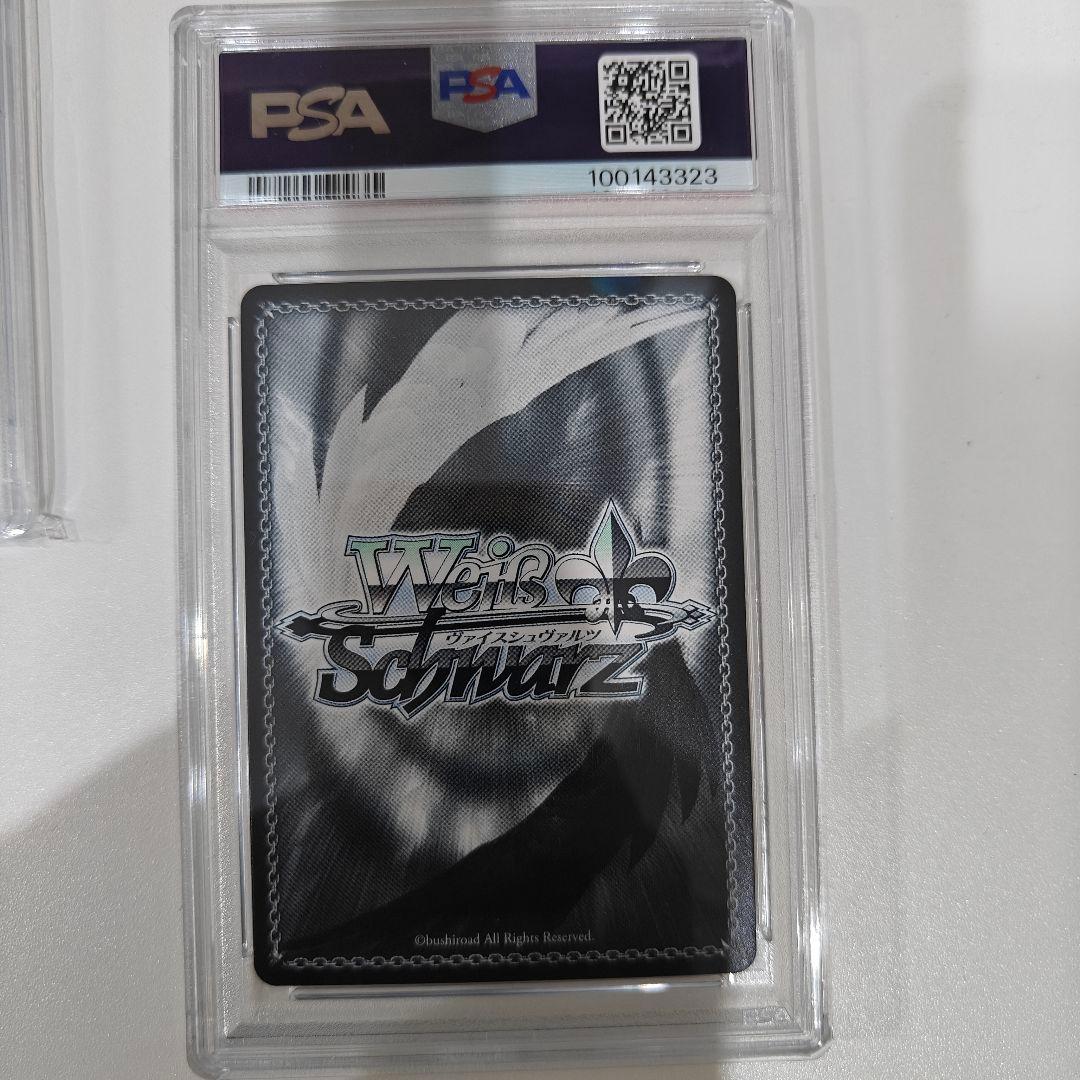 PSA
PSA
100143323
Weiß
ヴァイスシュヴァルツ
Schwarz
©bushiroad All Rights Reserved.
PSA